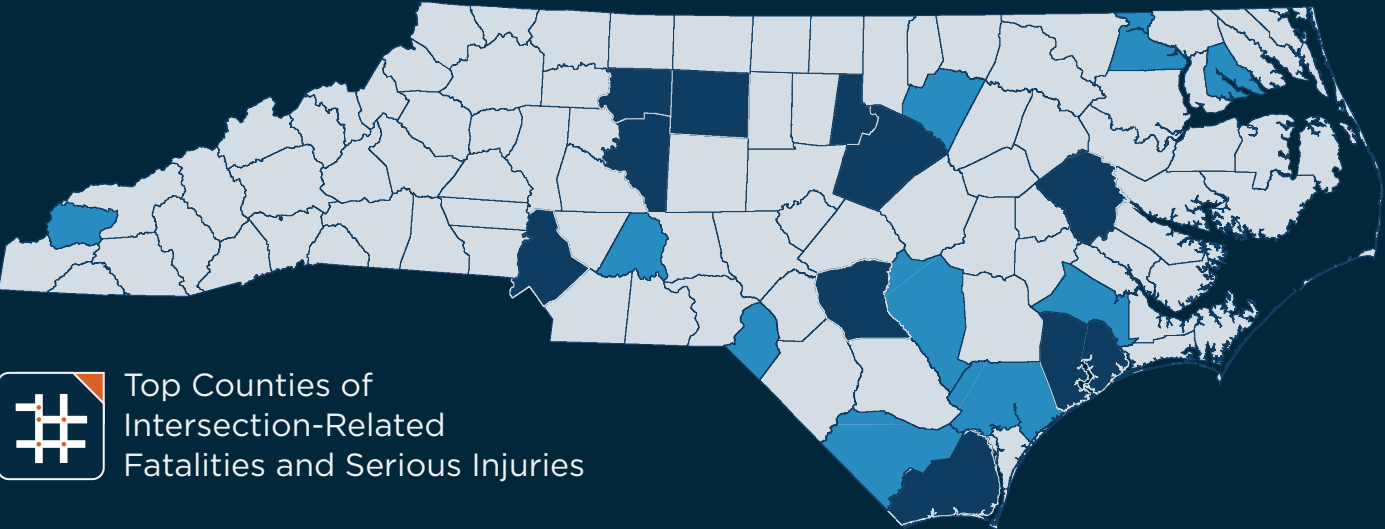 Top Counties of
Intersection-Related
Fatalities and Serious Injuries